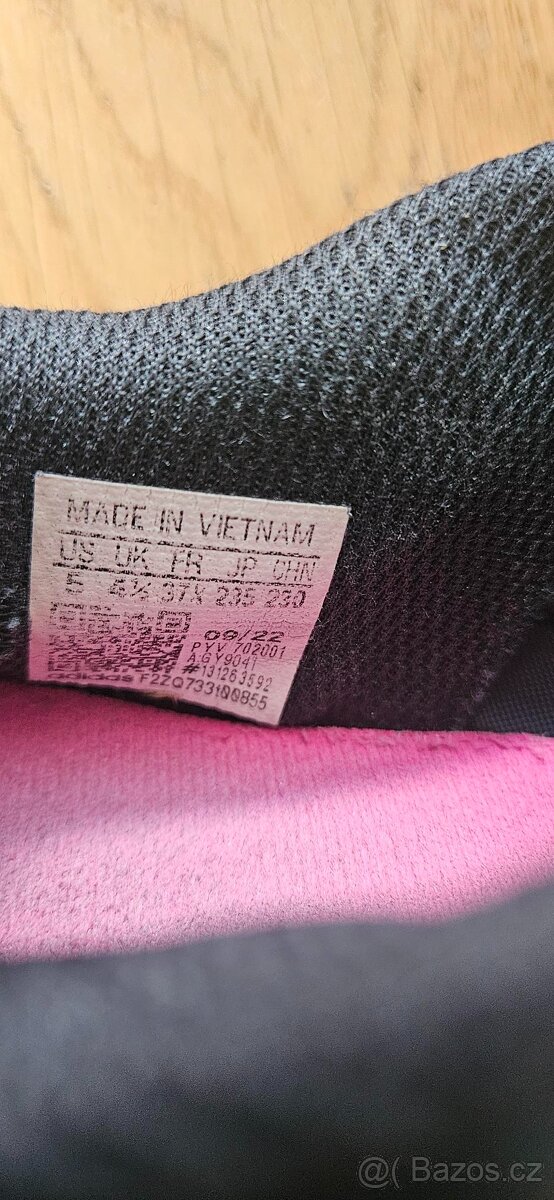 MADE IN VIETNAM
US UK FR JP CHN
5 4½ 37⅓ 235 230
09/22
PYV 702001
A.GY9041
#131263592
adidas F2ZQ733100855
@( Bazos.cz